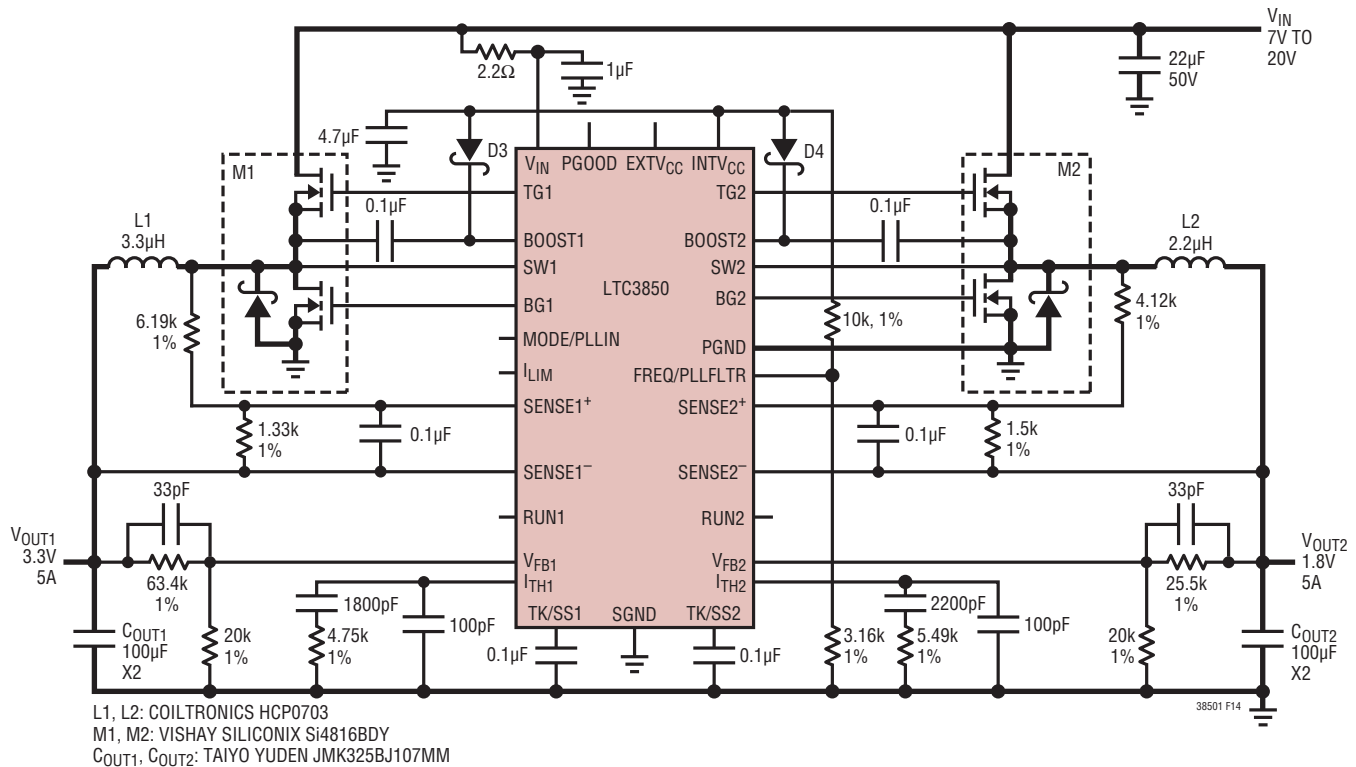 VIN
7V TO
20V
22µF
50V
2.2Ω
1µF
4.7µF
D3
D4
M1
M2
VIN
PGOOD
EXTVCC
INTVCC
TG1
TG2
0.1µF
0.1µF
L1
3.3µH
L2
2.2µH
BOOST1
BOOST2
SW1
SW2
LTC3850
BG1
BG2
6.19k
1%
10k, 1%
4.12k
1%
MODE/PLLIN
PGND
ILIM
FREQ/PLLFLTR
SENSE1+
SENSE2+
1.33k
1%
0.1µF
0.1µF
1.5k
1%
SENSE1–
SENSE2–
33pF
33pF
RUN1
RUN2
VOUT1
3.3V
5A
63.4k
1%
VFB1
VFB2
25.5k
1%
VOUT2
1.8V
5A
ITH1
ITH2
1800pF
100pF
2200pF
100pF
TK/SS1
SGND
TK/SS2
COUT1
100µF
X2
20k
1%
4.75k
1%
0.1µF
0.1µF
3.16k
1%
5.49k
1%
20k
1%
COUT2
100µF
X2
38501 F14
L1, L2: COILTRONICS HCP0703
M1, M2: VISHAY SILICONIX Si4816BDY
COUT1, COUT2: TAIYO YUDEN JMK325BJ107MM